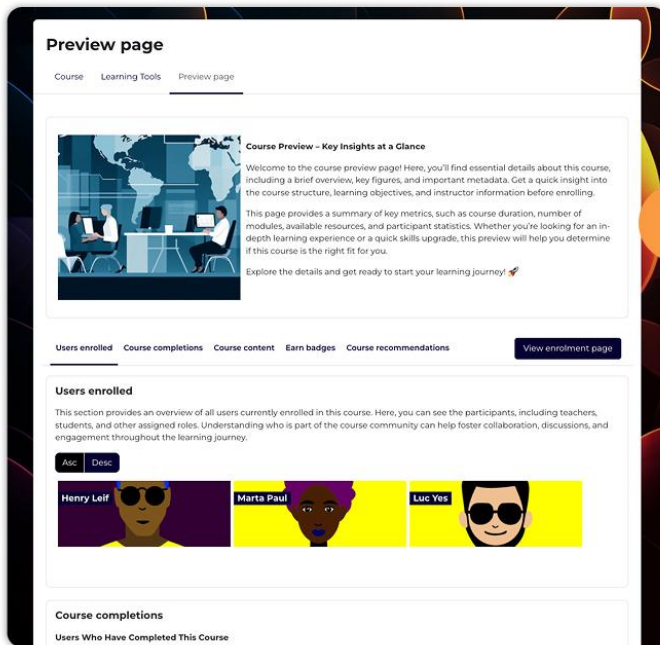 Preview page
Course Learning Tools Preview page
Course Preview – Key Insights at a Glance
Welcome to the course preview page! Here, you'll find essential details about this course,
including a brief overview, key figures, and important metadata. Get a quick insight into
the course structure, learning objectives, and instructor information before enrolling.
This page provides a summary of key metrics, such as course duration, number of
modules, available resources, and participant statistics. Whether you're looking for an in-
depth learning experience or a quick skills upgrade, this preview will help you determine
if this course is the right fit for you.
Explore the details and get ready to start your learning journey! 🚀
Users enrolled Course completions Course content Earn badges Course recommendations View enrolment page
Users enrolled
This section provides an overview of all users currently enrolled in this course. Here, you can see the participants, including teachers,
students, and other assigned roles. Understanding who is part of the course community can help foster collaboration, discussions, and
engagement throughout the learning journey.
Asc Desc
Henry Leif Marta Paul Luc Yes
Course completions
Users Who Have Completed This Course